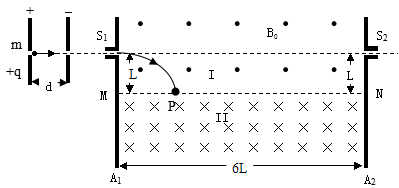 + −
S₁ B₀ S₂
m
+q
L I L
d
M P N
II
6L
A₁ A₂